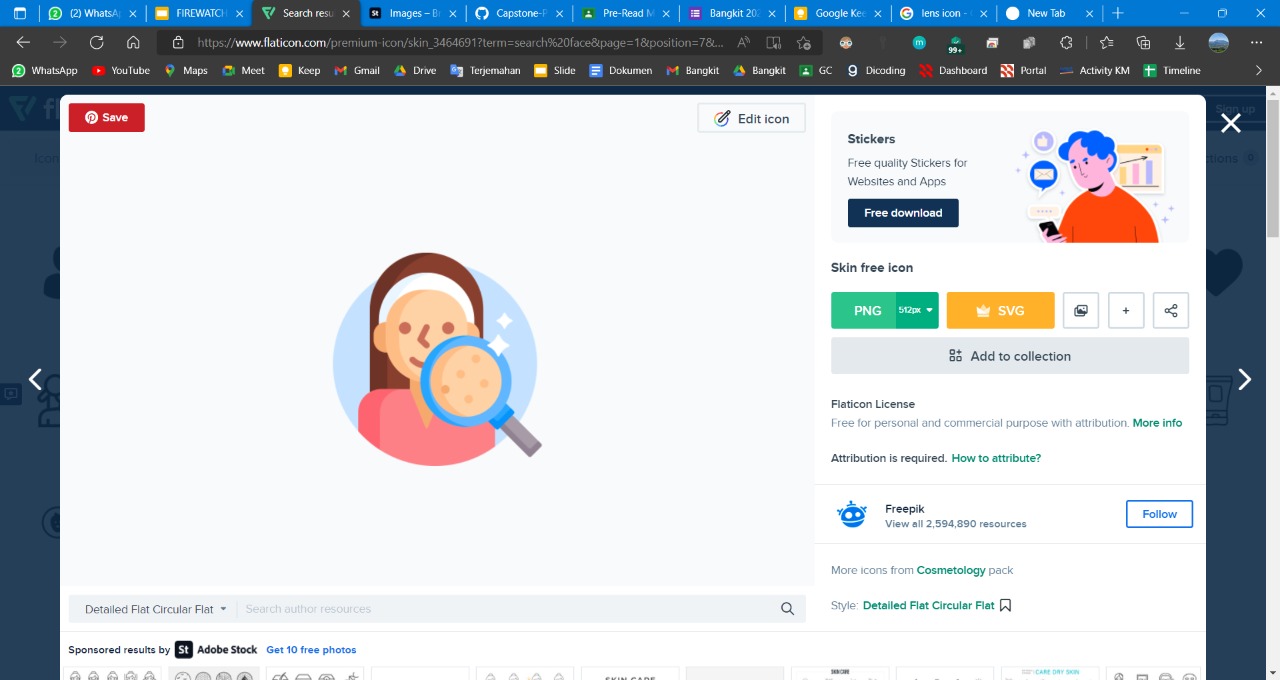 (2) WhatsA
FIREWATCH
Search resu
St Images – B
Capstone-P
Pre-Read M
Bangkit 202
Google Kee
lens icon -
New Tab
https://www.flaticon.com/premium-icon/skin_3464691?term=search%20face&page=1&position=7&...
99+
WhatsApp YouTube Maps Meet Keep Gmail Drive Terjemahan Slide Dokumen Bangkit Bangkit GC Dicoding Dashboard Portal Activity KM Timeline
Save
Edit icon
Sign up
Stickers
Free quality Stickers for
Websites and Apps
Free download
Skin free icon
PNG 512px SVG
Add to collection
Flaticon License
Free for personal and commercial purpose with attribution. More info
Attribution is required. How to attribute?
Freepik
View all 2,594,890 resources
Follow
More icons from Cosmetology pack
Style: Detailed Flat Circular Flat
Detailed Flat Circular Flat Search author resources
Sponsored results by St Adobe Stock Get 10 free photos
SKIN CARE
SKIN CARE
CARE DRY SKIN